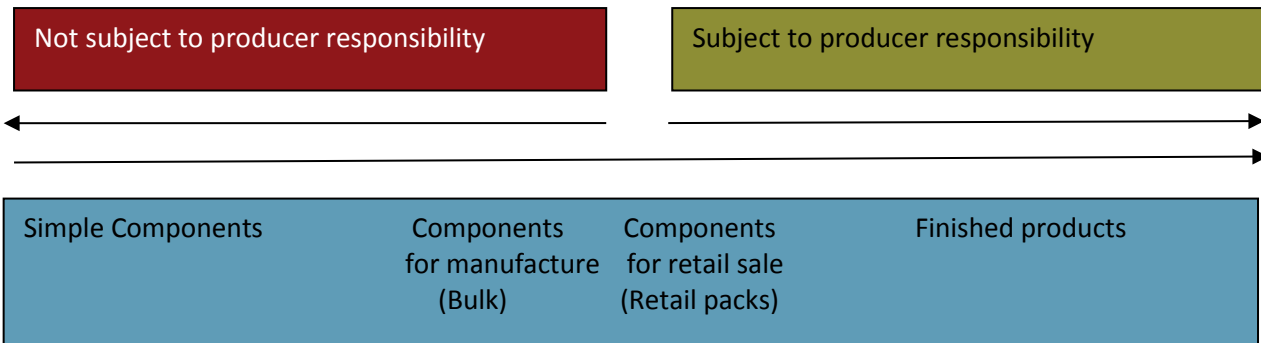 Not subject to producer responsibility
Subject to producer responsibility
Simple Components
Components
for manufacture
(Bulk)
Components
for retail sale
(Retail packs)
Finished products